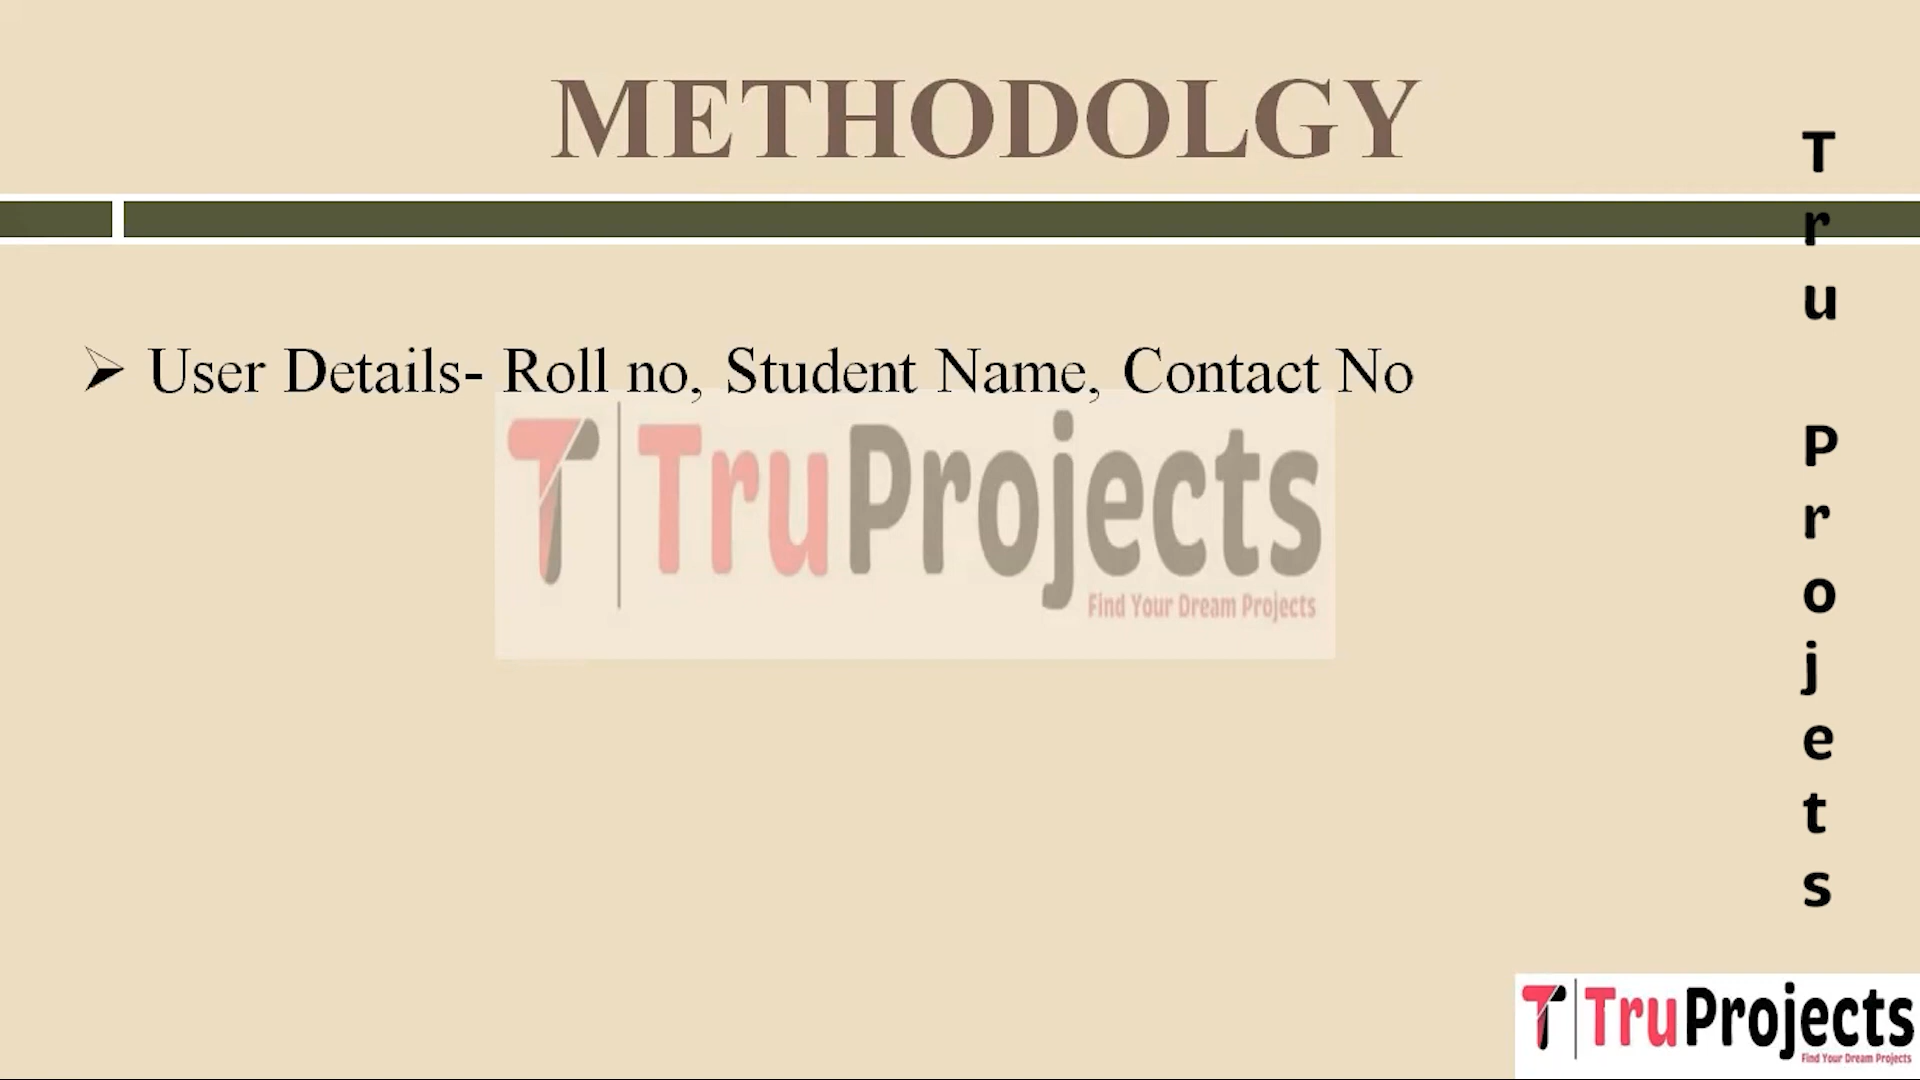 METHODOLGY
➢ User Details- Roll no, Student Name, Contact No
TruProjects
Find Your Dream Projects
T
r
u
P
r
o
j
e
t
s
TruProjects
Find Your Dream Projects